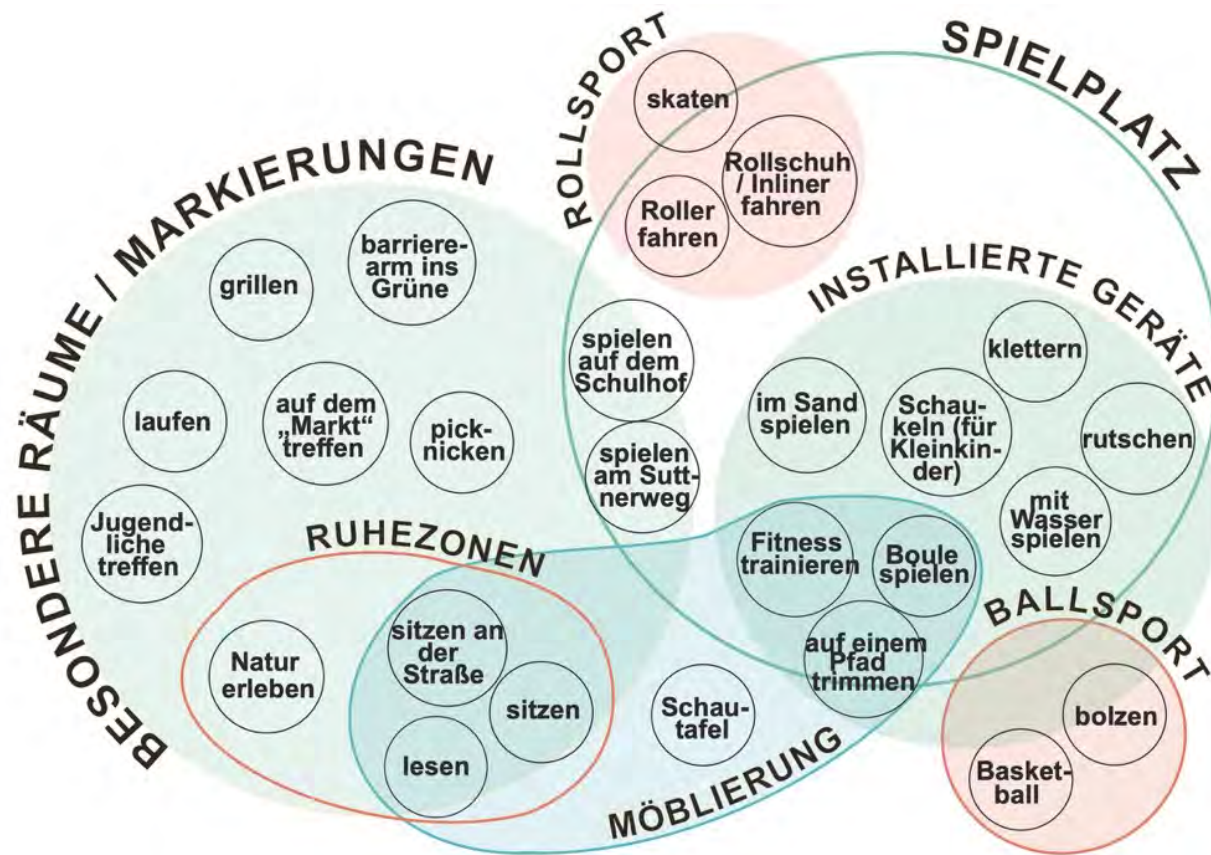 ROLLSPORT
SPIELPLATZ
skaten
Rollschuh
/ Inliner
fahren
Roller
fahren
BESONDERE RÄUME / MARKIERUNGEN
grillen
barriere-
arm ins
Grüne
laufen
auf dem
„Markt“
treffen
pick-
nicken
Jugend-
liche
treffen
spielen
auf dem
Schulhof
spielen
am Sutt-
nerweg
INSTALLIERTE GERÄTE
klettern
im Sand
spielen
Schau-
keln (für
Kleinkin-
der)
rutschen
mit
Wasser
spielen
RUHEZONEN
Natur
erleben
sitzen an
der
Straße
sitzen
lesen
MÖBLIERUNG
Fitness
trainieren
Boule
spielen
auf einem
Pfad
trimmen
Schau-
tafel
BALLSPORT
bolzen
Basket-
ball